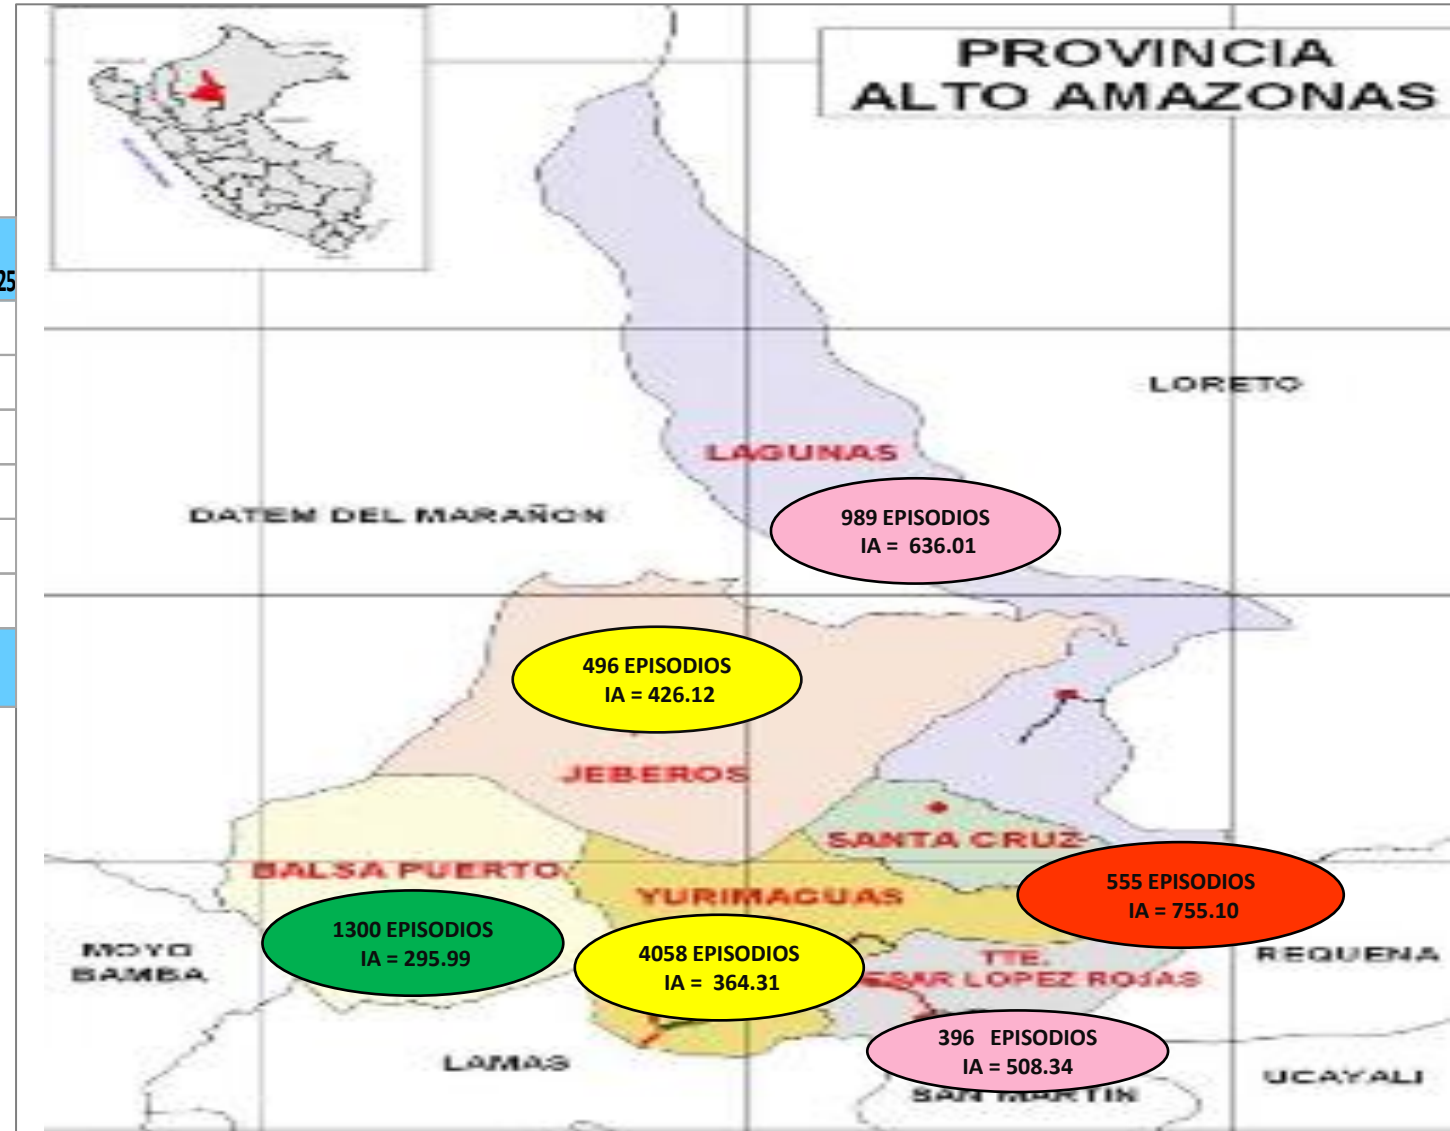 PROVINCIA
ALTO AMAZONAS
25
LORETO
LAGUNAS
989 EPISODIOS
IA = 636.01
DATEM DEL MARAÑON
496 EPISODIOS
IA = 426.12
JEBEROS
SANTA CRUZ
BALSA PUERTO
YURIMAGUAS
555 EPISODIOS
IA = 755.10
1300 EPISODIOS
IA = 295.99
4058 EPISODIOS
IA = 364.31
MOYO
BAMBA
TTE.
ESAR LOPEZ ROJAS
REQUENA
396 EPISODIOS
IA = 508.34
LAMAS
SAN MARTIN
UCAYALI